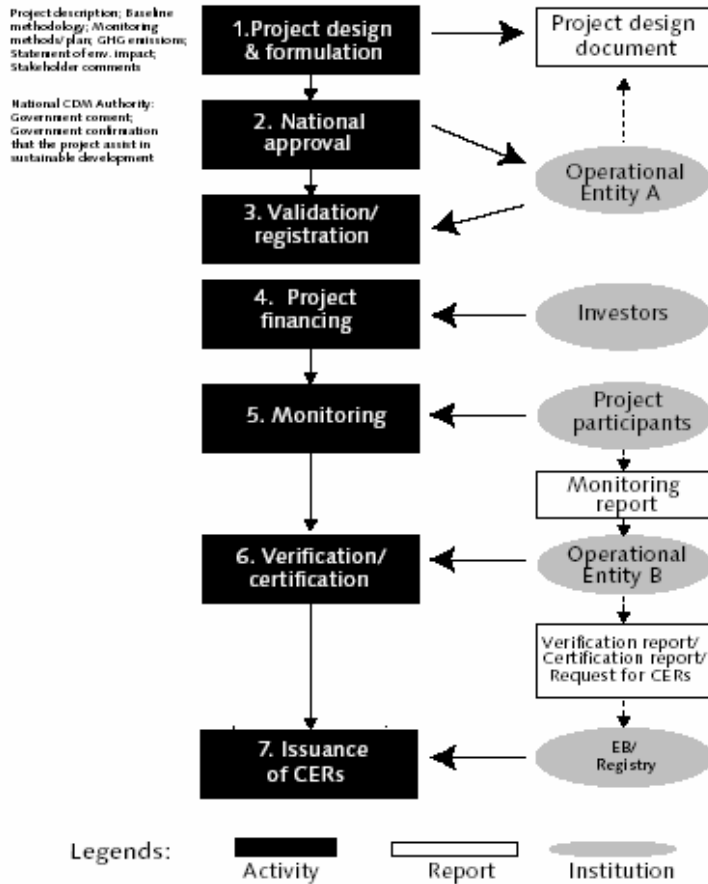 Project description; Baseline
methodology; Monitoring
methods/plan; GHG emissions;
Statement of env. impact;
Stakeholder comments
National CDM Authority:
Government consent;
Government confirmation
that the project assist in
sustainable development
1.Project design
& formulation
Project design
document
2. National
approval
Operational
Entity A
3. Validation/
registration
4. Project
financing
Investors
5. Monitoring
Project
participants
Monitoring
report
6. Verification/
certification
Operational
Entity B
Verification report/
Certification report/
Request for CERs
7. Issuance
of CERs
EB/
Registry
Legends:
Activity
Report
Institution